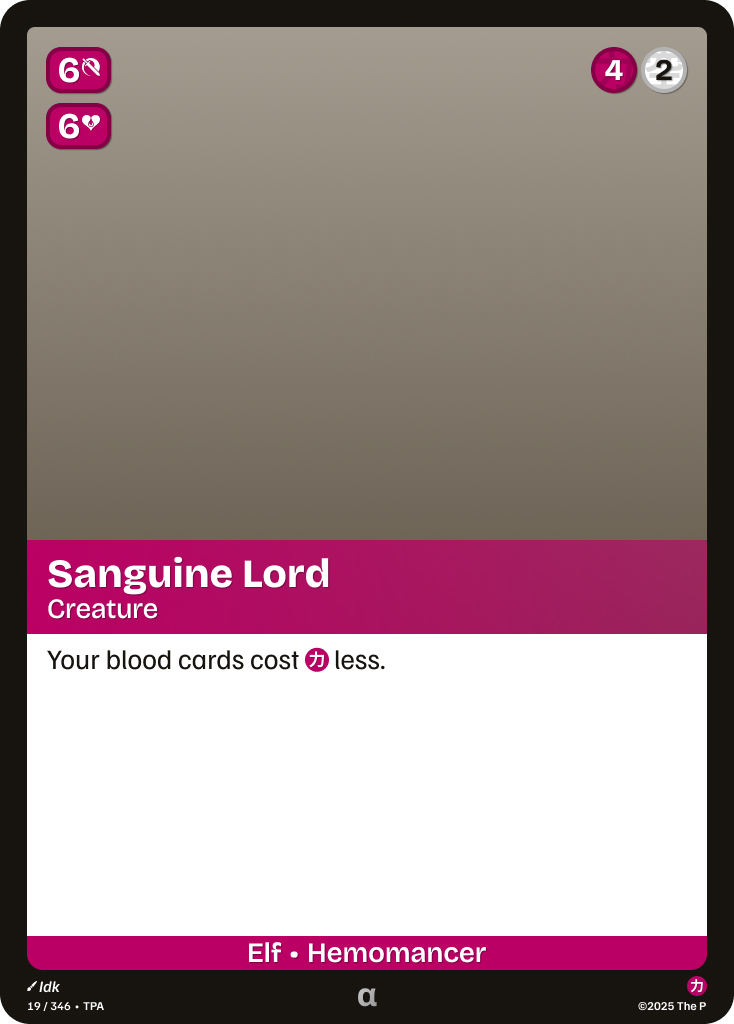 6
4 2
6
Sanguine Lord
Creature
Your blood cards cost カ less.
Elf • Hemomancer
Idk
19 / 346 • TPA
α
カ
©2025 The P